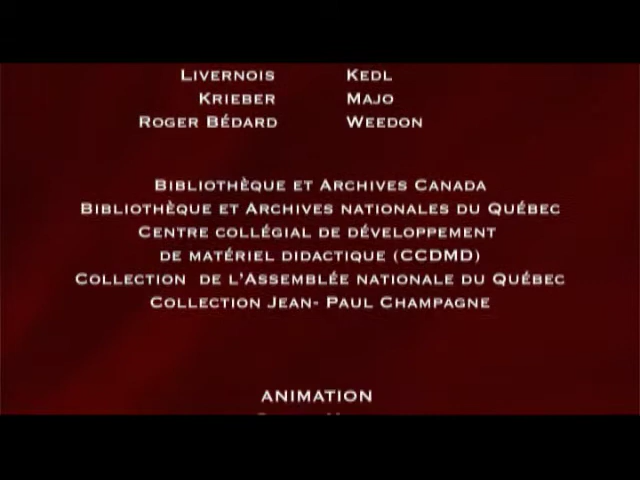 LIVERNOIS KEDL
KRIEBER MAJO
ROGER BÉDARD WEEDON
BIBLIOTHÈQUE ET ARCHIVES CANADA
BIBLIOTHÈQUE ET ARCHIVES NATIONALES DU QUÉBEC
CENTRE COLLÉGIAL DE DÉVELOPPEMENT
DE MATÉRIEL DIDACTIQUE (CCDMD)
COLLECTION DE L'ASSEMBLÉE NATIONALE DU QUÉBEC
COLLECTION JEAN- PAUL CHAMPAGNE
ANIMATION